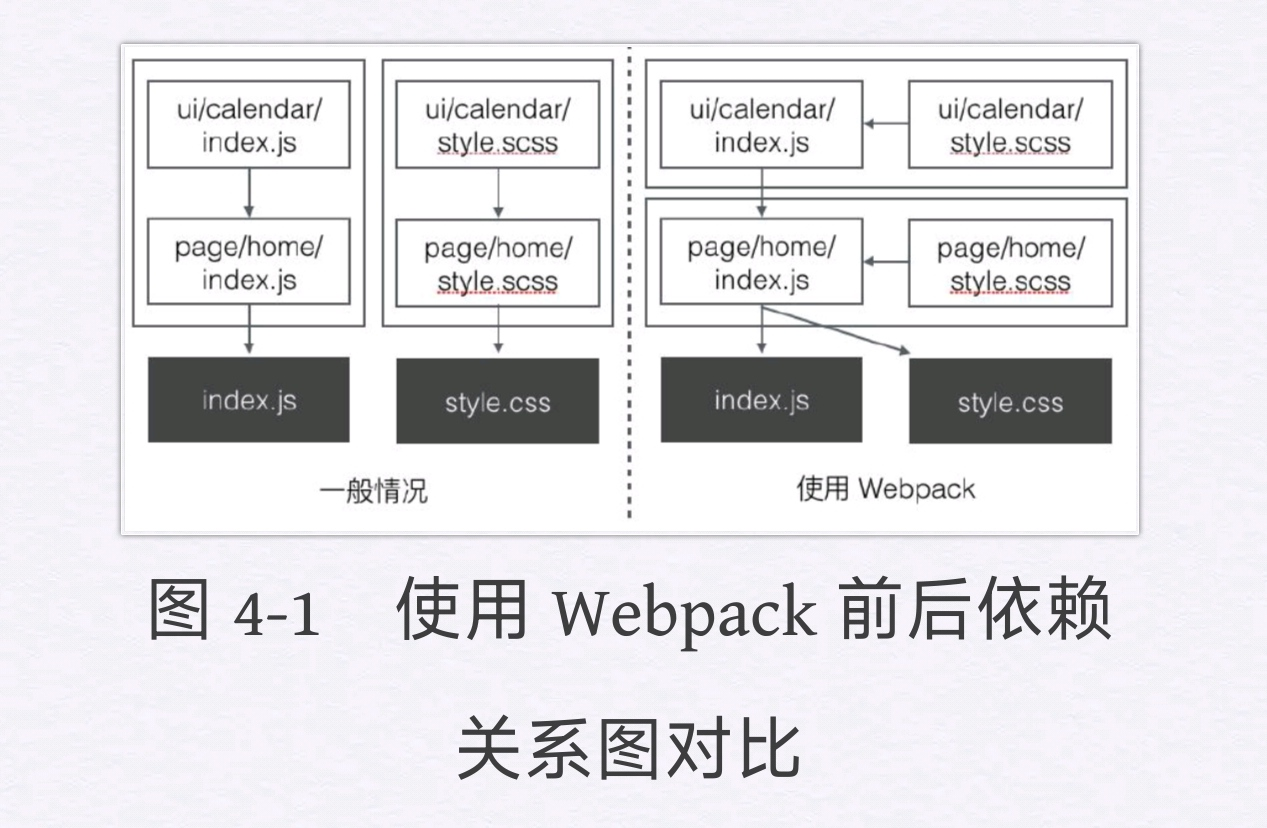 ui/calendar/
index.js
page/home/
index.js
index.js
ui/calendar/
style.scss
page/home/
style.scss
style.css
一般情况
ui/calendar/
index.js
ui/calendar/
style.scss
page/home/
index.js
page/home/
style.scss
index.js
style.css
使用 Webpack
图 4-1 使用 Webpack 前后依赖
关系图对比